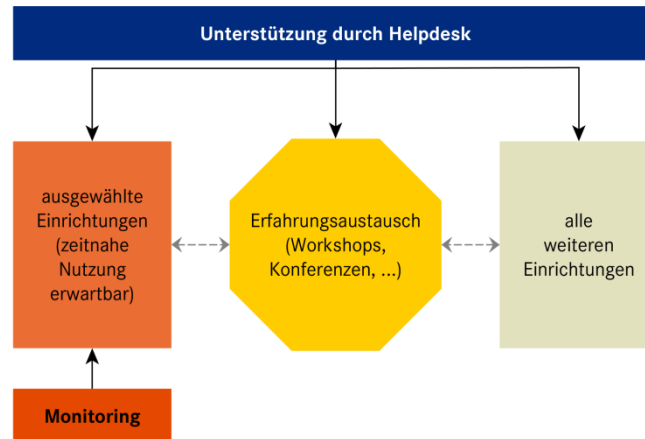 Unterstützung durch Helpdesk
ausgewählte
Einrichtungen
(zeitnahe
Nutzung
erwartbar)
Erfahrungsaustausch
(Workshops,
Konferenzen, ...)
alle
weiteren
Einrichtungen
Monitoring